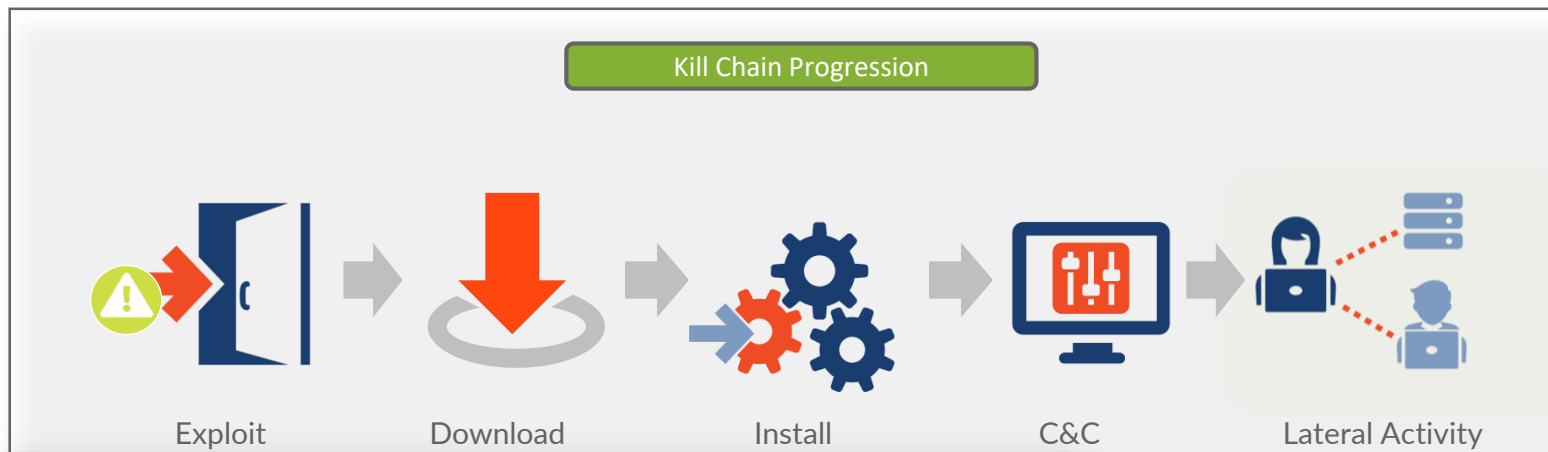 Kill Chain Progression
Exploit Download Install C&C Lateral Activity